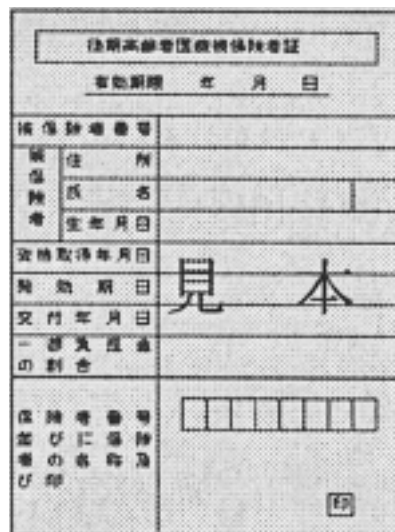 後期高齢者医療被保険者証
有効期限 年 月 日
被保険者番号
被保険者
住所
氏名
生年月日
資格取得年月日
発効期日
交付年月日
見本
一部負担金
の割合
保険者番号
並びに保険
者の名称及
び印
印